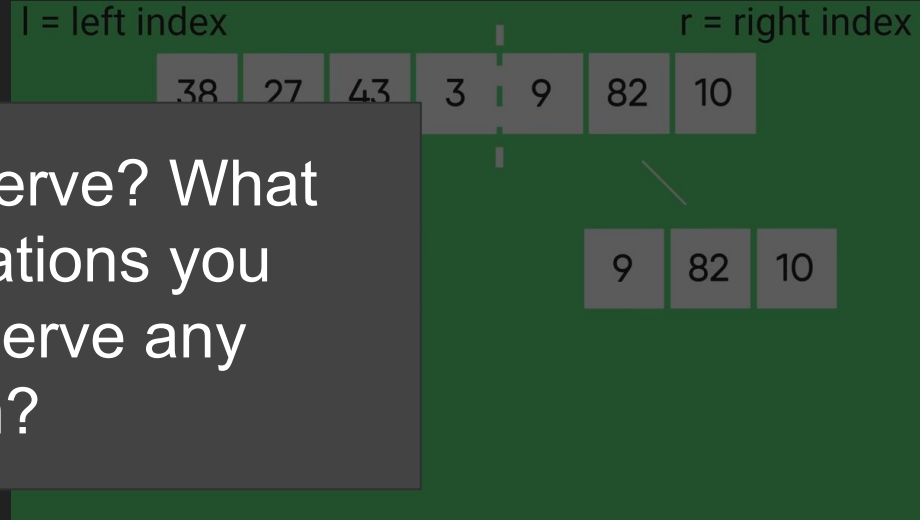 l = left index r = right index
38 27 43 3 9 82 10
erve? What
ations you
9 82 10
erve any
?